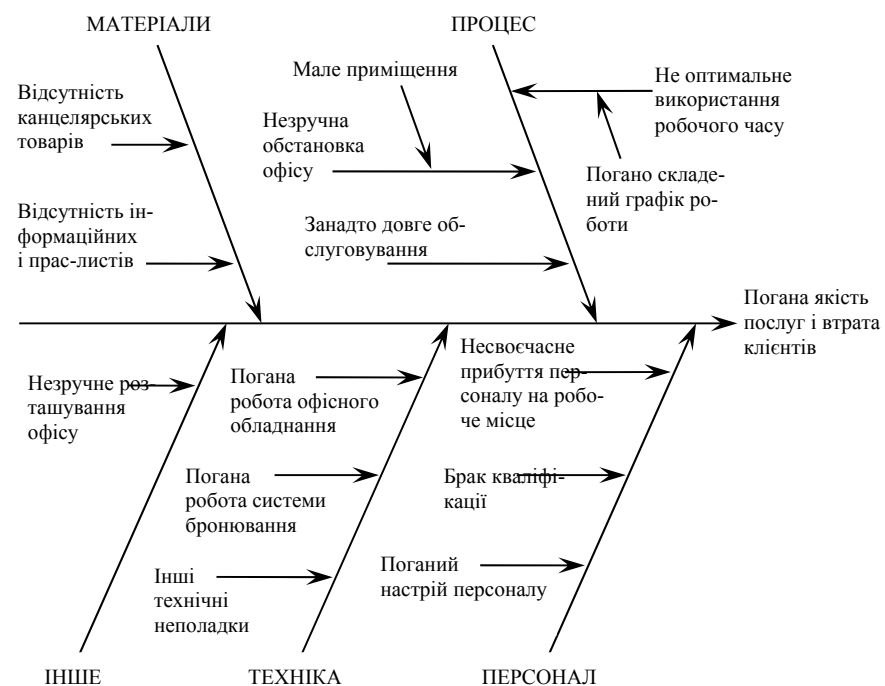 МАТЕРІАЛИ
ПРОЦЕС
Мале приміщення
Не оптимальне
використання
робочого часу
Відсутність
канцелярських
товарів
Незручна
обстановка
офісу
Погано складе-
ний графік ро-
боти
Відсутність ін-
формаційних
і прас-листів
Занадто довге об-
слуговування
Погана якість
послуг і втрата
клієнтів
Незручне роз-
ташування
офісу
Погана
робота офісного
обладнання
Несвоєчасне
прибуття пер-
соналу на робо-
че місце
Погана
робота системи
бронювання
Брак кваліфі-
кації
Інші
технічні
неполадки
Поганий
настрій персоналу
ІНШЕ
ТЕХНІКА
ПЕРСОНАЛ